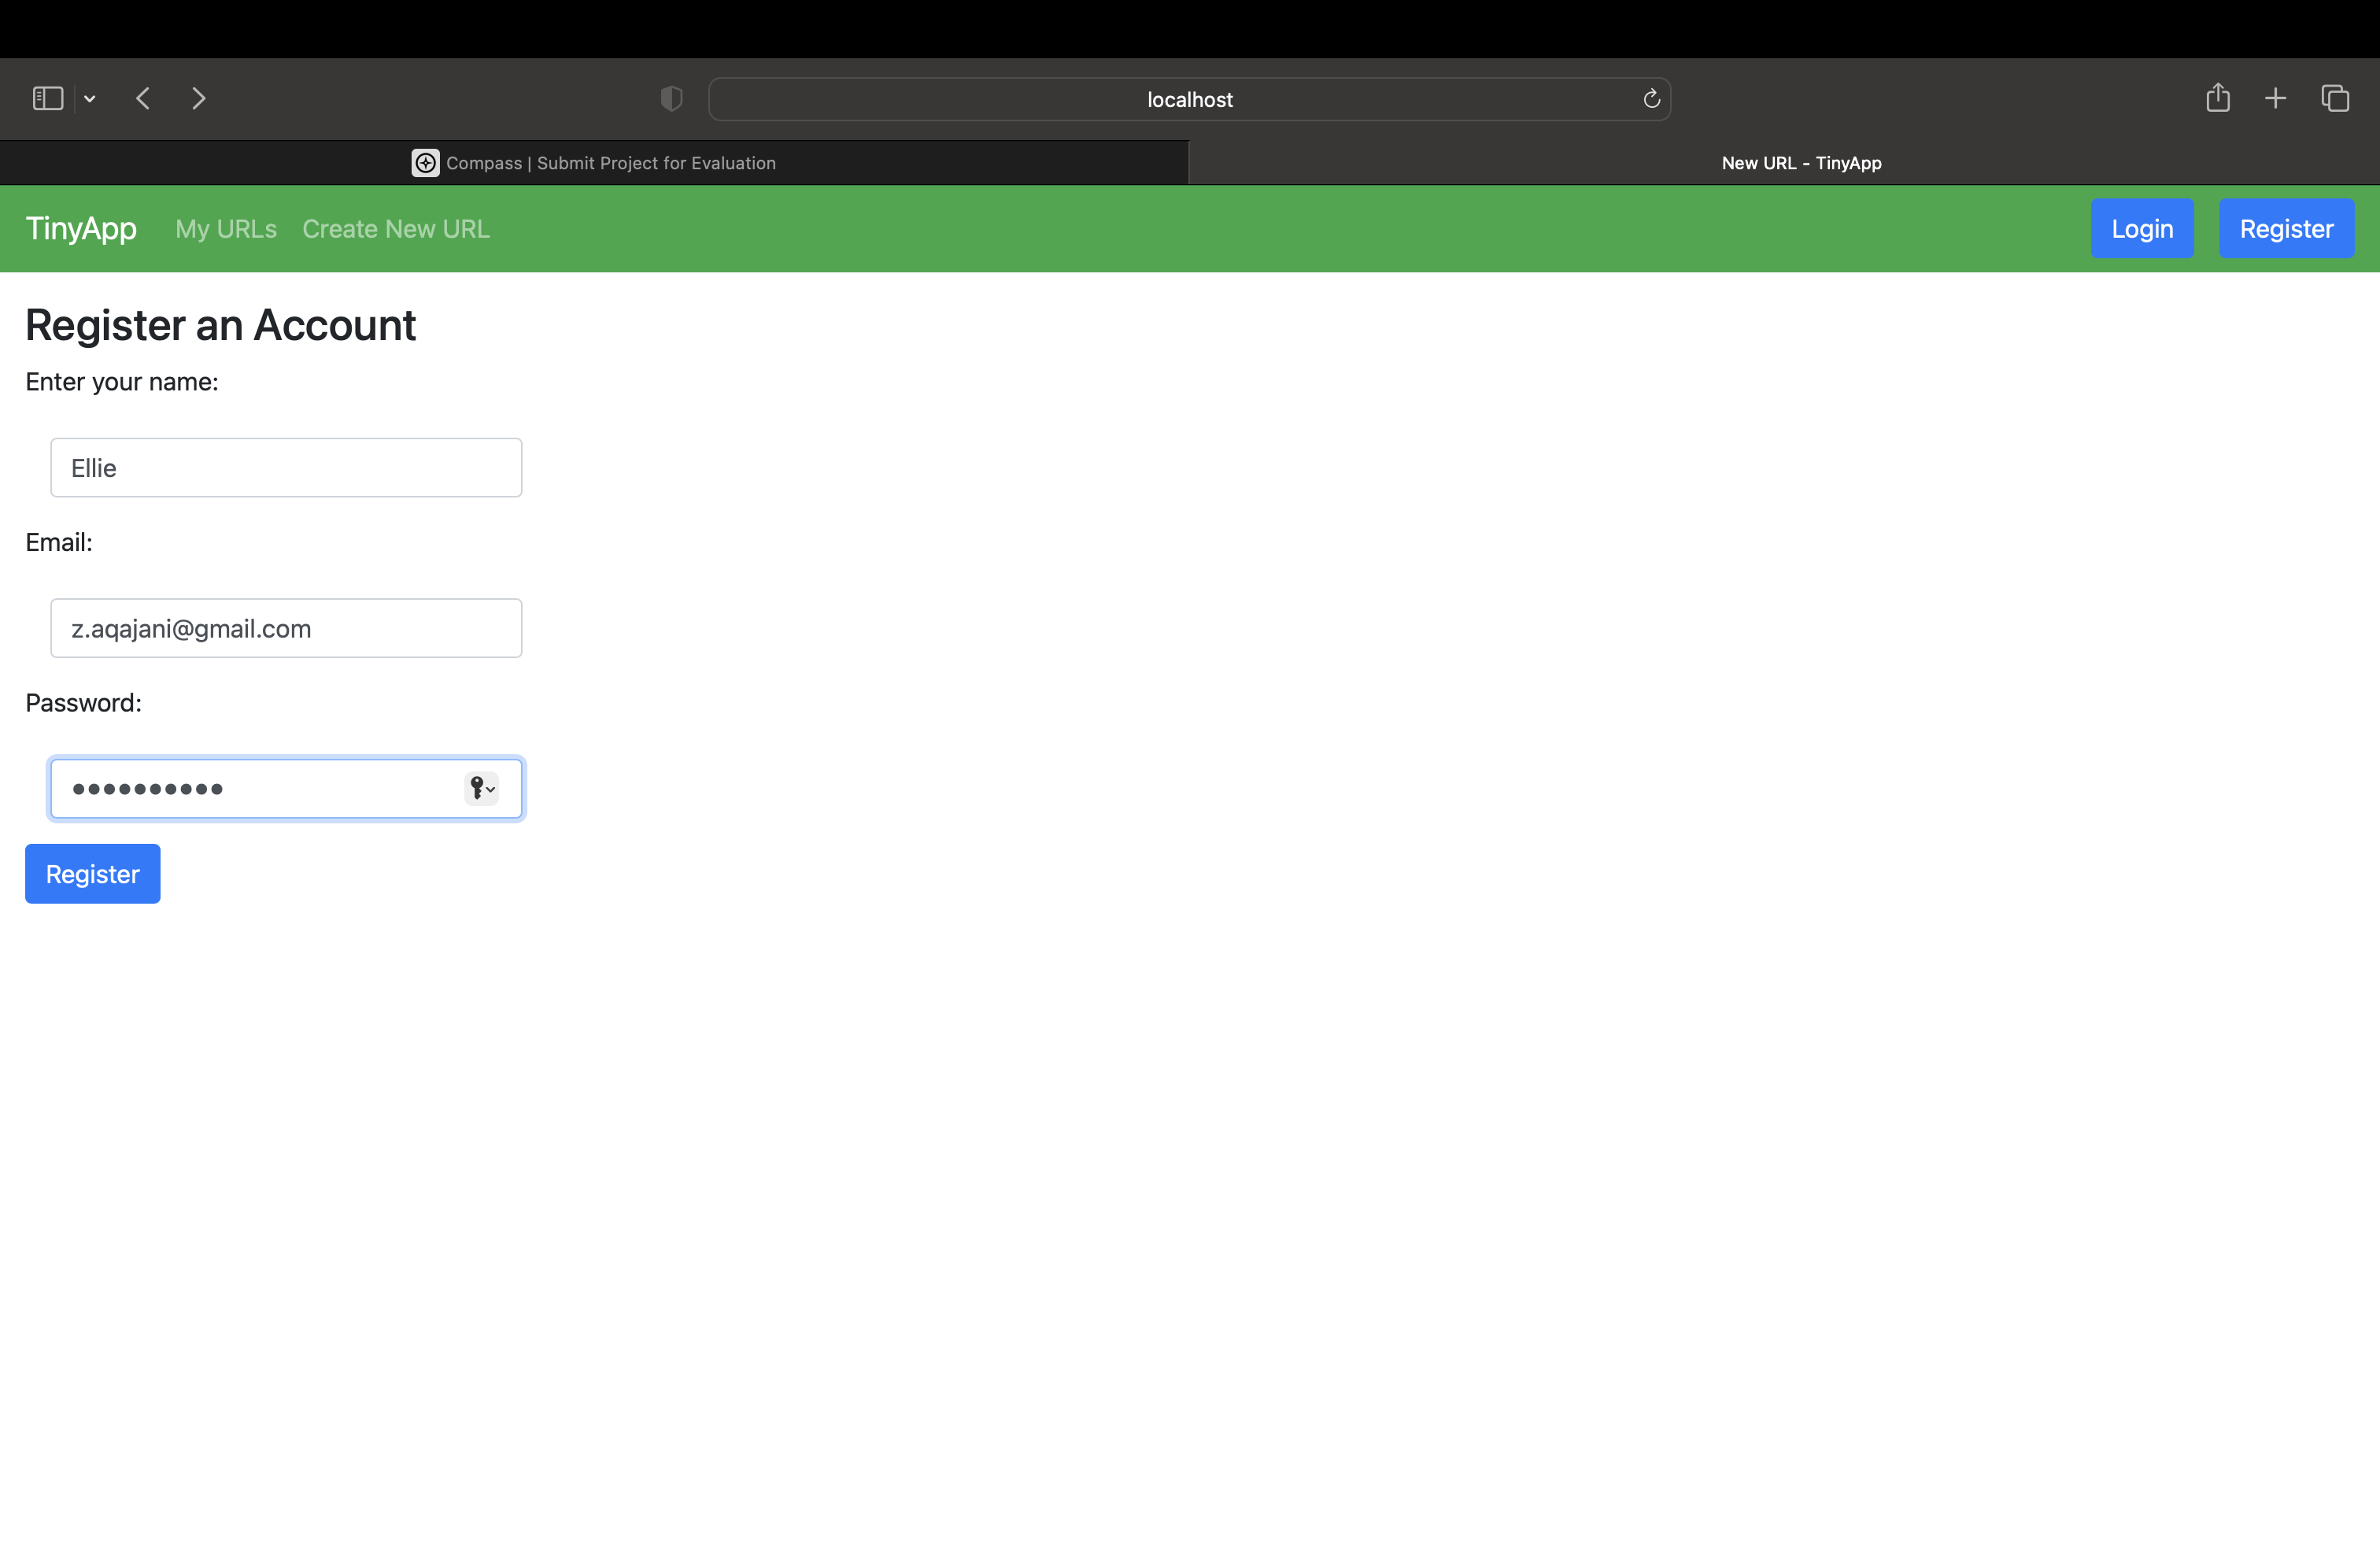 localhost
Compass | Submit Project for Evaluation
New URL - TinyApp
TinyApp My URLs Create New URL Login Register
Register an Account
Enter your name:
Ellie
Email:
z.aqajani@gmail.com
Password:
••••••••••
Register